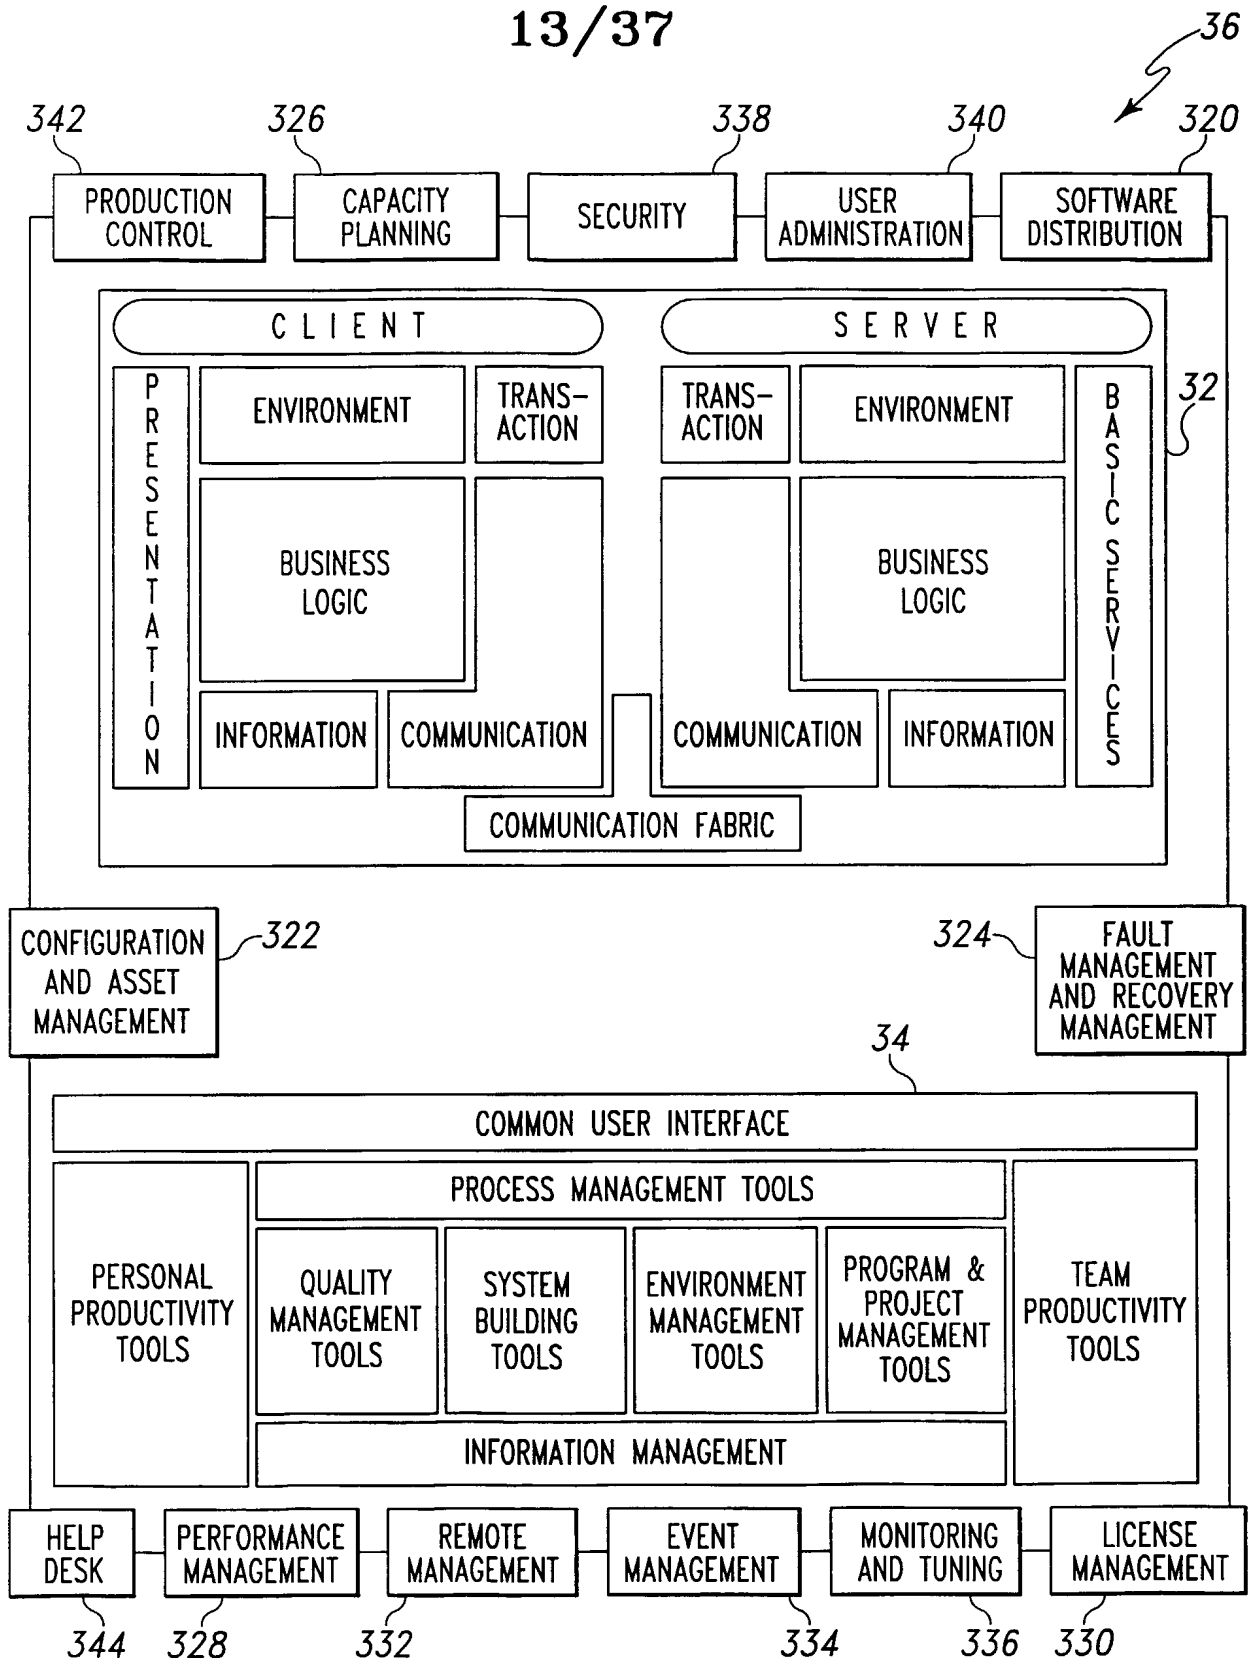 13/37
36
342
326
338
340
320
PRODUCTION
CONTROL
CAPACITY
PLANNING
SECURITY
USER
ADMINISTRATION
SOFTWARE
DISTRIBUTION
CLIENT
SERVER
PRESENTATION
ENVIRONMENT
TRANS-
ACTION
TRANS-
ACTION
ENVIRONMENT
BASIC SERVICES
32
BUSINESS
LOGIC
BUSINESS
LOGIC
INFORMATION
COMMUNICATION
COMMUNICATION
INFORMATION
COMMUNICATION FABRIC
CONFIGURATION
AND ASSET
MANAGEMENT
322
324
FAULT
MANAGEMENT
AND RECOVERY
MANAGEMENT
34
COMMON USER INTERFACE
PERSONAL
PRODUCTIVITY
TOOLS
PROCESS MANAGEMENT TOOLS
QUALITY
MANAGEMENT
TOOLS
SYSTEM
BUILDING
TOOLS
ENVIRONMENT
MANAGEMENT
TOOLS
PROGRAM &
PROJECT
MANAGEMENT
TOOLS
TEAM
PRODUCTIVITY
TOOLS
INFORMATION MANAGEMENT
HELP
DESK
PERFORMANCE
MANAGEMENT
REMOTE
MANAGEMENT
EVENT
MANAGEMENT
MONITORING
AND TUNING
LICENSE
MANAGEMENT
344
328
332
334
336
330